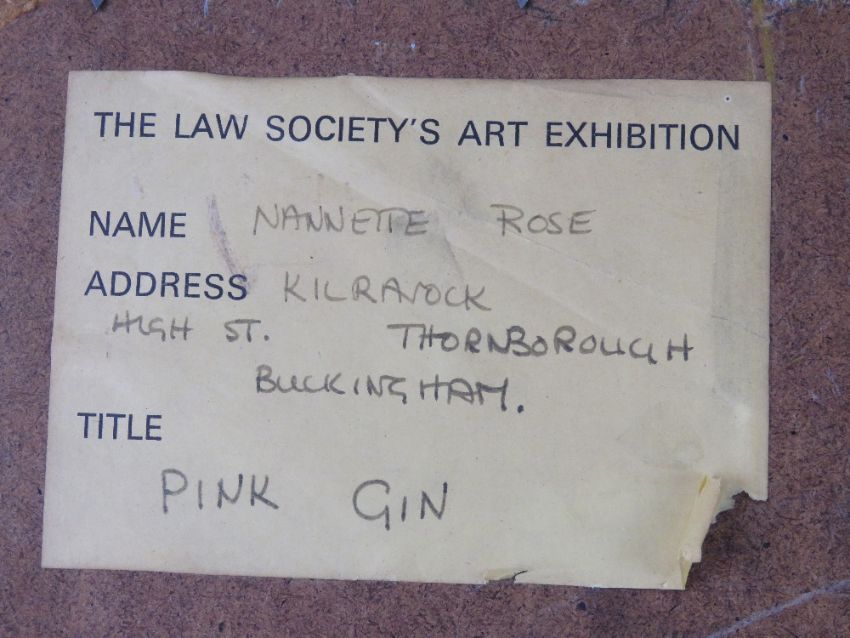 THE LAW SOCIETY'S ART EXHIBITION
NAME NANNETTE ROSE
ADDRESS KILRAVOCK
HIGH ST. THORNBOROUGH
BUCKINGHAM.
TITLE
PINK GIN